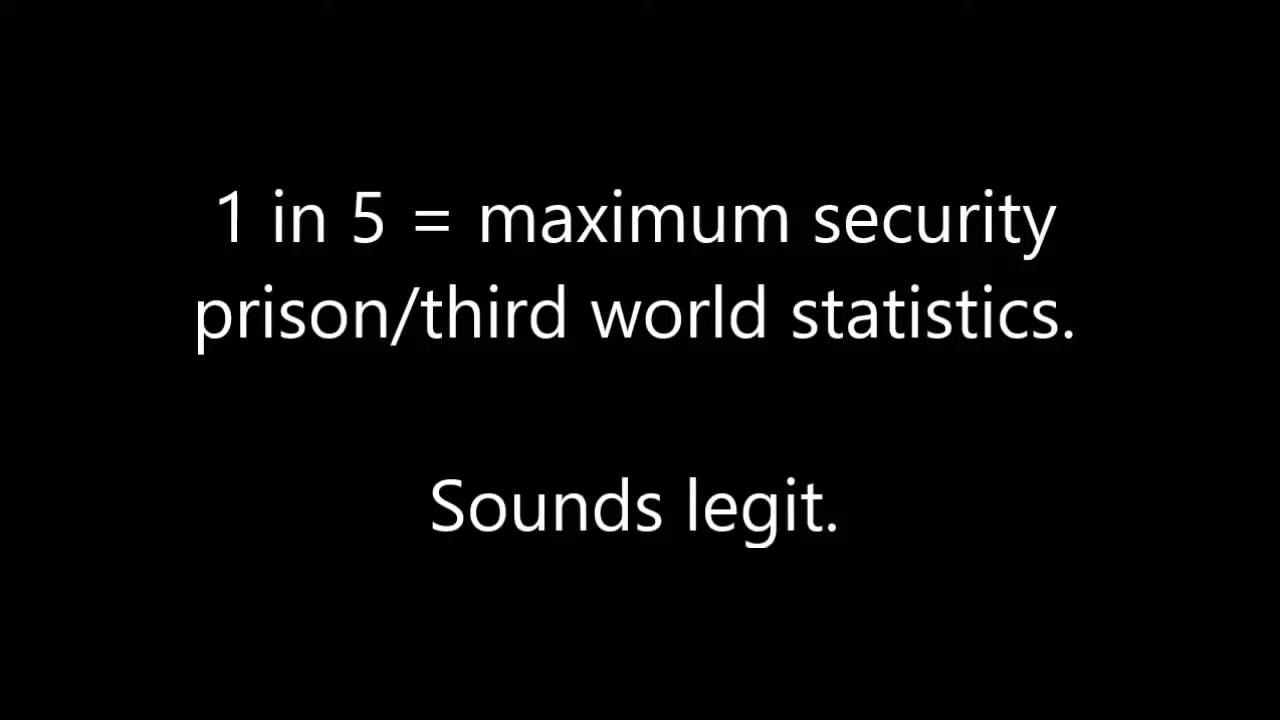 1 in 5 = maximum security
prison/third world statistics.
Sounds legit.